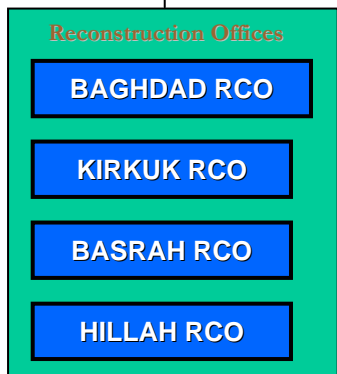 Reconstruction Offices
BAGHDAD RCO
KIRKUK RCO
BASRAH RCO
HILLAH RCO